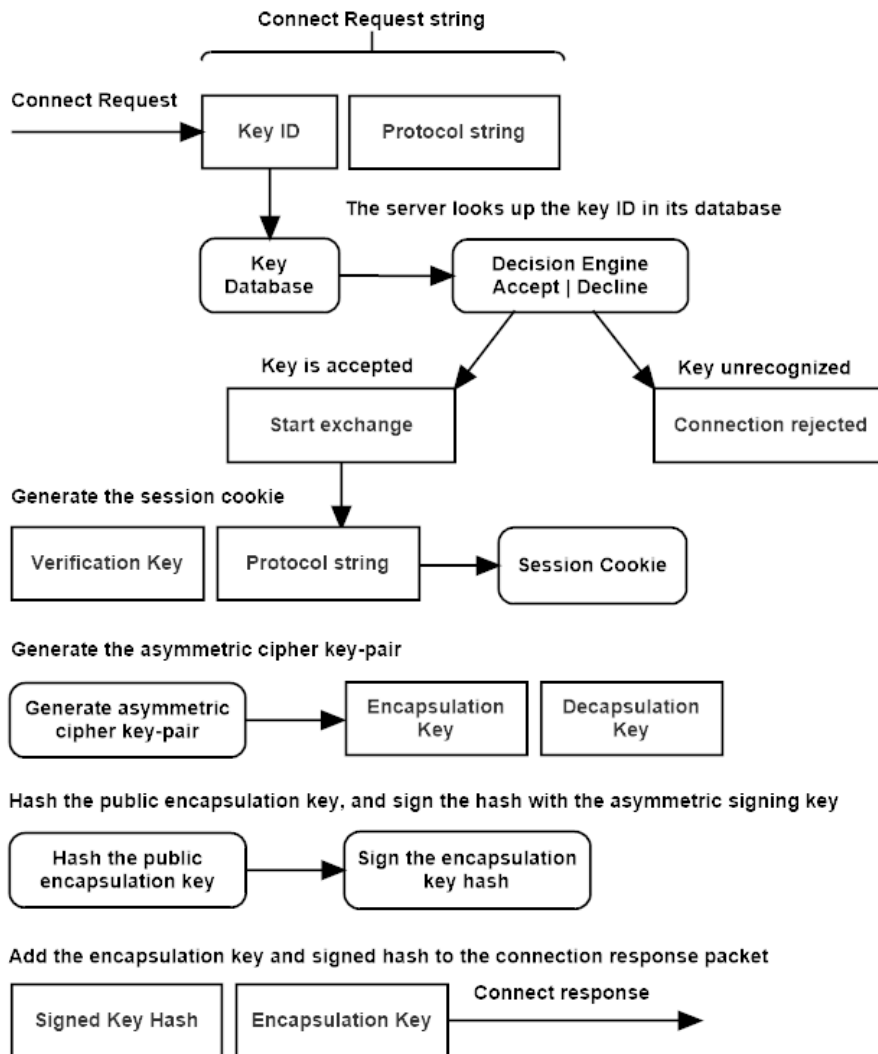 Connect Request string
Connect Request
Key ID
Protocol string
The server looks up the key ID in its database
Key
Database
Decision Engine
Accept | Decline
Key is accepted
Key unrecognized
Start exchange
Connection rejected
Generate the session cookie
Verification Key
Protocol string
Session Cookie
Generate the asymmetric cipher key-pair
Generate asymmetric
cipher key-pair
Encapsulation
Key
Decapsulation
Key
Hash the public encapsulation key, and sign the hash with the asymmetric signing key
Hash the public
encapsulation key
Sign the encapsulation
key hash
Add the encapsulation key and signed hash to the connection response packet
Signed Key Hash
Encapsulation Key
Connect response